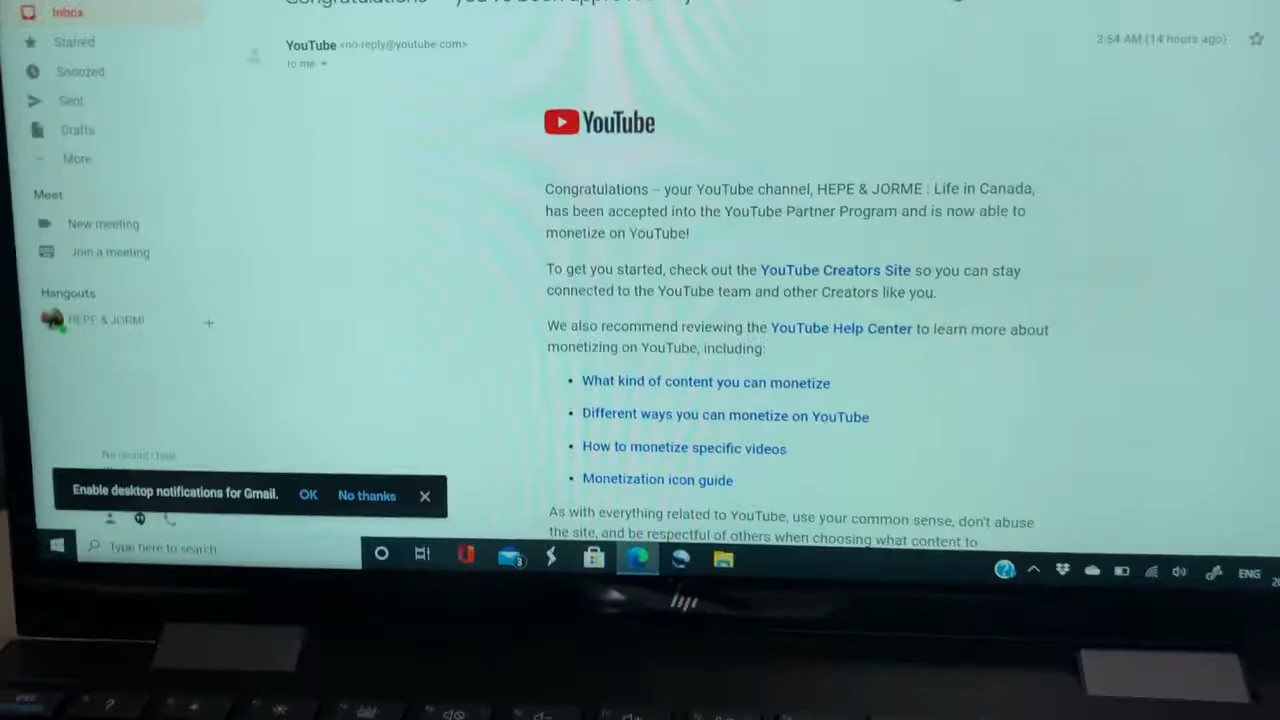 Inbox
Congratulations
YouTube <no-reply@youtube.com>
3:54 AM (14 hours ago)
to me
Starred
Snoozed
Sent
Drafts
More
Meet
New meeting
Join a meeting
Hangouts
HEPE & JORME
YouTube
Congratulations – your YouTube channel, HEPE & JORME : Life in Canada,
has been accepted into the YouTube Partner Program and is now able to
monetize on YouTube!
To get you started, check out the YouTube Creators Site so you can stay
connected to the YouTube team and other Creators like you.
We also recommend reviewing the YouTube Help Center to learn more about
monetizing on YouTube, including:
• What kind of content you can monetize
• Different ways you can monetize on YouTube
• How to monetize specific videos
• Monetization icon guide
As with everything related to YouTube, use your common sense, don't abuse
the site, and be respectful of others when choosing what content to
No recent
Enable desktop notifications for Gmail. OK No thanks
Type here to search
3
ENG
hp